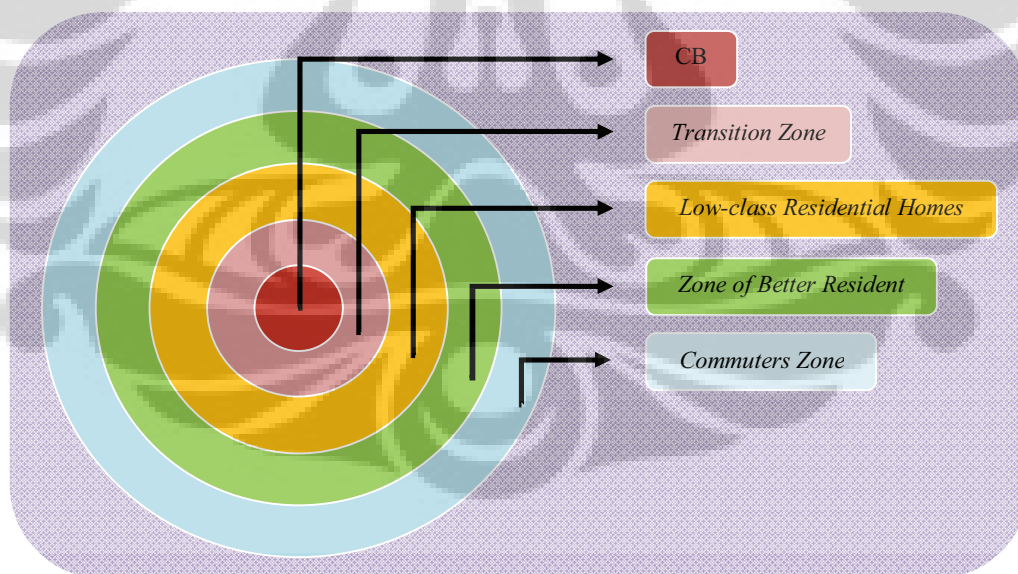 CB
Transition Zone
Low-class Residential Homes
Zone of Better Resident
Commuters Zone